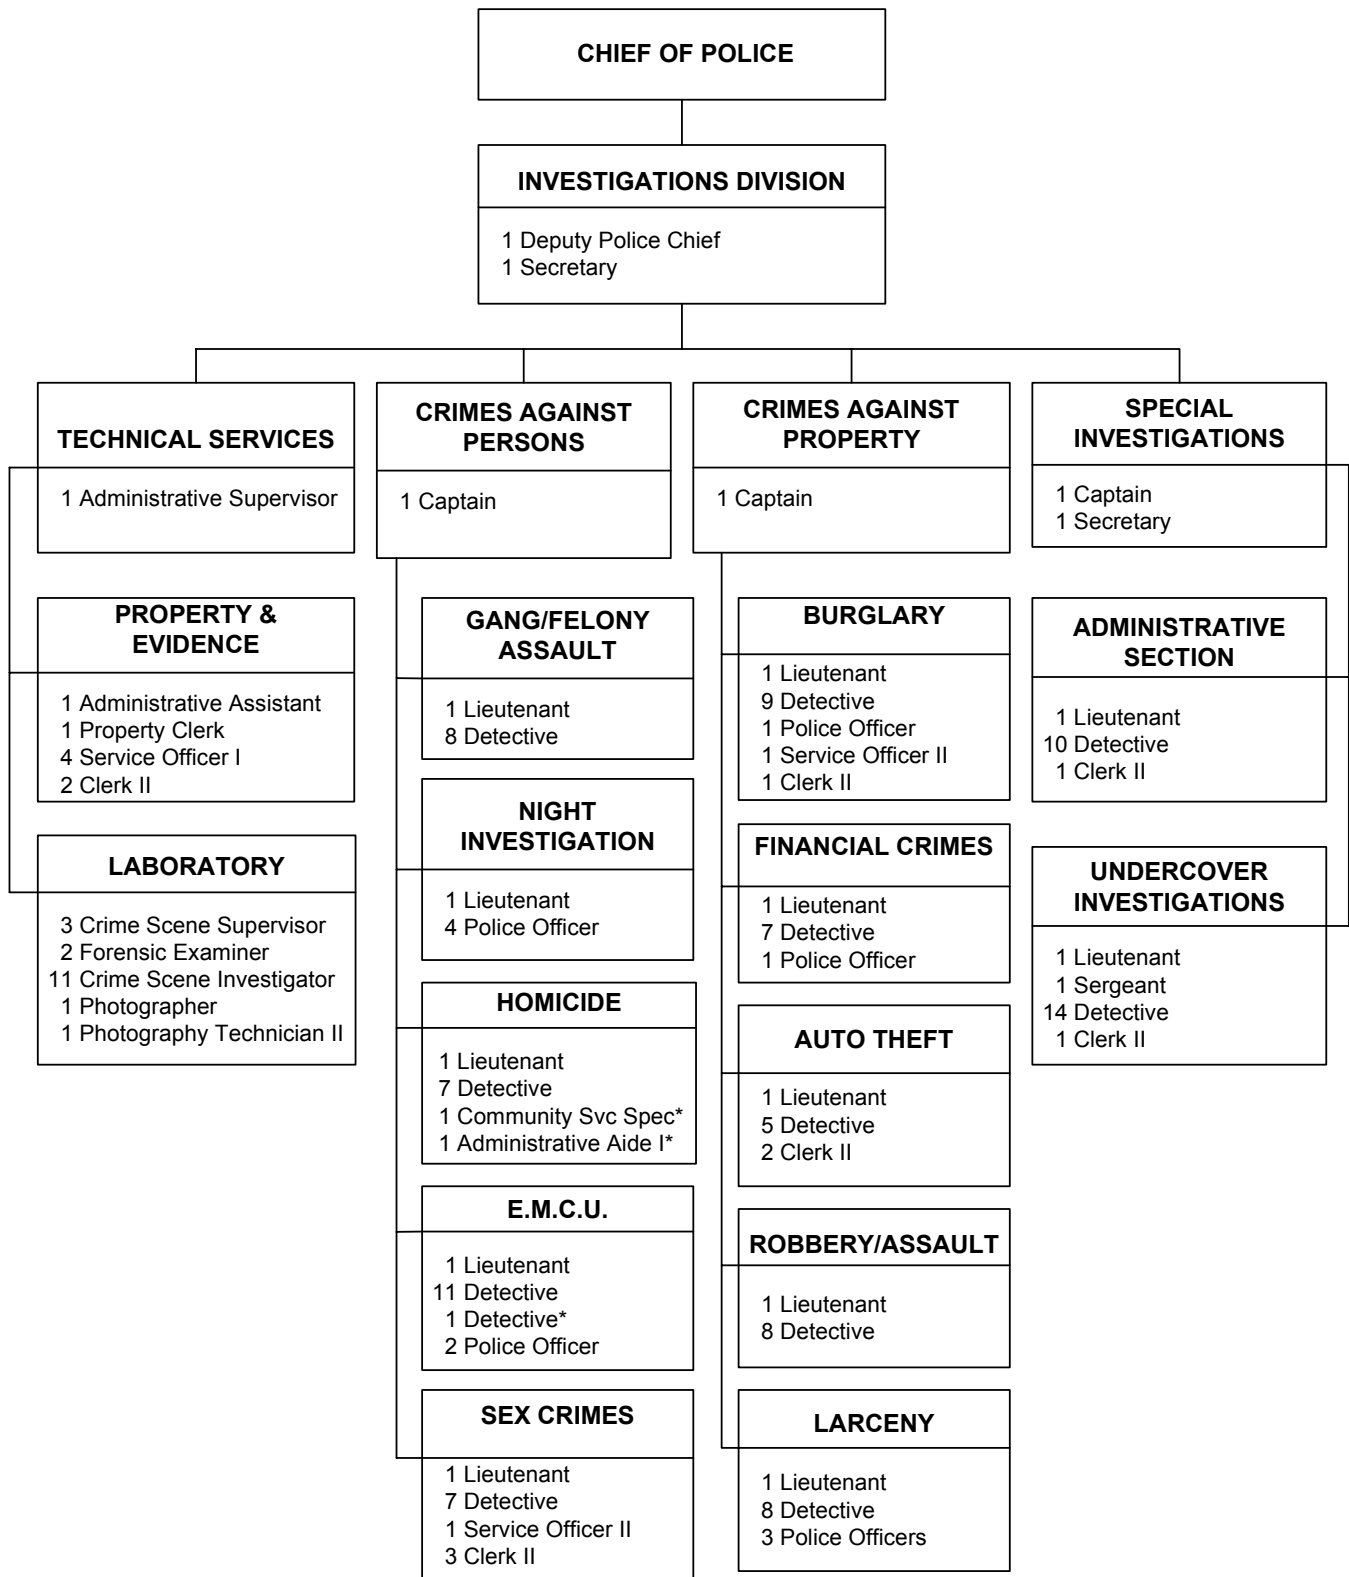 CHIEF OF POLICE
INVESTIGATIONS DIVISION
1 Deputy Police Chief
1 Secretary
TECHNICAL SERVICES
1 Administrative Supervisor
PROPERTY &
EVIDENCE
1 Administrative Assistant
1 Property Clerk
4 Service Officer I
2 Clerk II
LABORATORY
3 Crime Scene Supervisor
2 Forensic Examiner
11 Crime Scene Investigator
1 Photographer
1 Photography Technician II
CRIMES AGAINST
PERSONS
1 Captain
GANG/FELONY
ASSAULT
1 Lieutenant
8 Detective
NIGHT
INVESTIGATION
1 Lieutenant
4 Police Officer
HOMICIDE
1 Lieutenant
7 Detective
1 Community Svc Spec*
1 Administrative Aide I*
E.M.C.U.
1 Lieutenant
11 Detective
1 Detective*
2 Police Officer
SEX CRIMES
1 Lieutenant
7 Detective
1 Service Officer II
3 Clerk II
CRIMES AGAINST
PROPERTY
1 Captain
BURGLARY
1 Lieutenant
9 Detective
1 Police Officer
1 Service Officer II
1 Clerk II
FINANCIAL CRIMES
1 Lieutenant
7 Detective
1 Police Officer
AUTO THEFT
1 Lieutenant
5 Detective
2 Clerk II
ROBBERY/ASSAULT
1 Lieutenant
8 Detective
LARCENY
1 Lieutenant
8 Detective
3 Police Officers
SPECIAL
INVESTIGATIONS
1 Captain
1 Secretary
ADMINISTRATIVE
SECTION
1 Lieutenant
10 Detective
1 Clerk II
UNDERCOVER
INVESTIGATIONS
1 Lieutenant
1 Sergeant
14 Detective
1 Clerk II